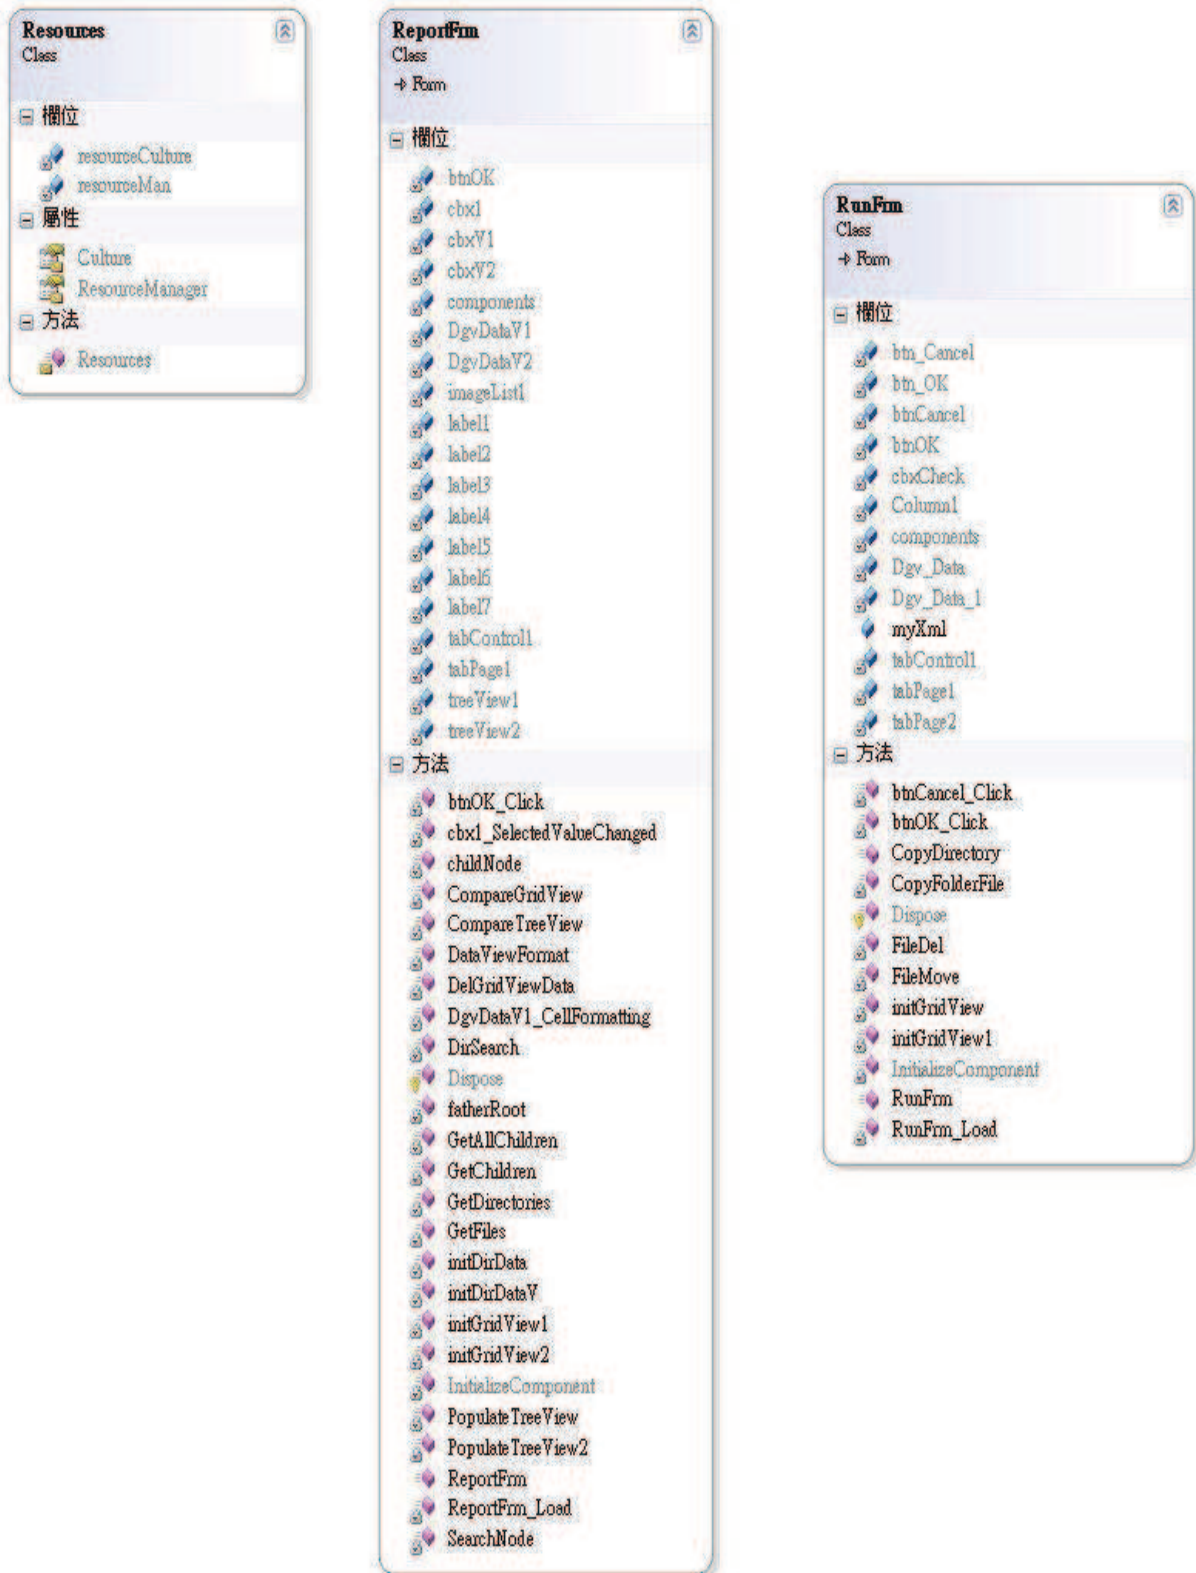 Resources
Class
欄位
resourceCulture
resourceMan
屬性
Culture
ResourceManager
方法
Resources
ReportFrm
Class
Form
欄位
btnOK
cbx1
cbxV1
cbxV2
components
DgvDataV1
DgvDataV2
imageList1
label1
label2
label3
label4
label5
label6
label7
tabControl1
tabPage1
treeView1
treeView2
方法
btnOK_Click
cbx1_SelectedValueChanged
childNode
CompareGridView
CompareTreeView
DataViewFormat
DelGridViewData
DgvDataV1_CellFormatting
DirSearch
Dispose
fatherRoot
GetAllChildren
GetChildren
GetDirectories
GetFiles
initDirData
initDirDataV
initGridView1
initGridView2
InitializeComponent
PopulateTreeView
PopulateTreeView2
ReportFrm
ReportFrm_Load
SearchNode
RunFrm
Class
Form
欄位
btn_Cancel
btn_OK
btnCancel
btnOK
cbxCheck
Column1
components
Dgv_Data
Dgv_Data_1
myXml
tabControl1
tabPage1
tabPage2
方法
btnCancel_Click
btnOK_Click
CopyDirectory
CopyFolderFile
Dispose
FileDel
FileMove
initGridView
initGridView1
InitializeComponent
RunFrm
RunFrm_Load